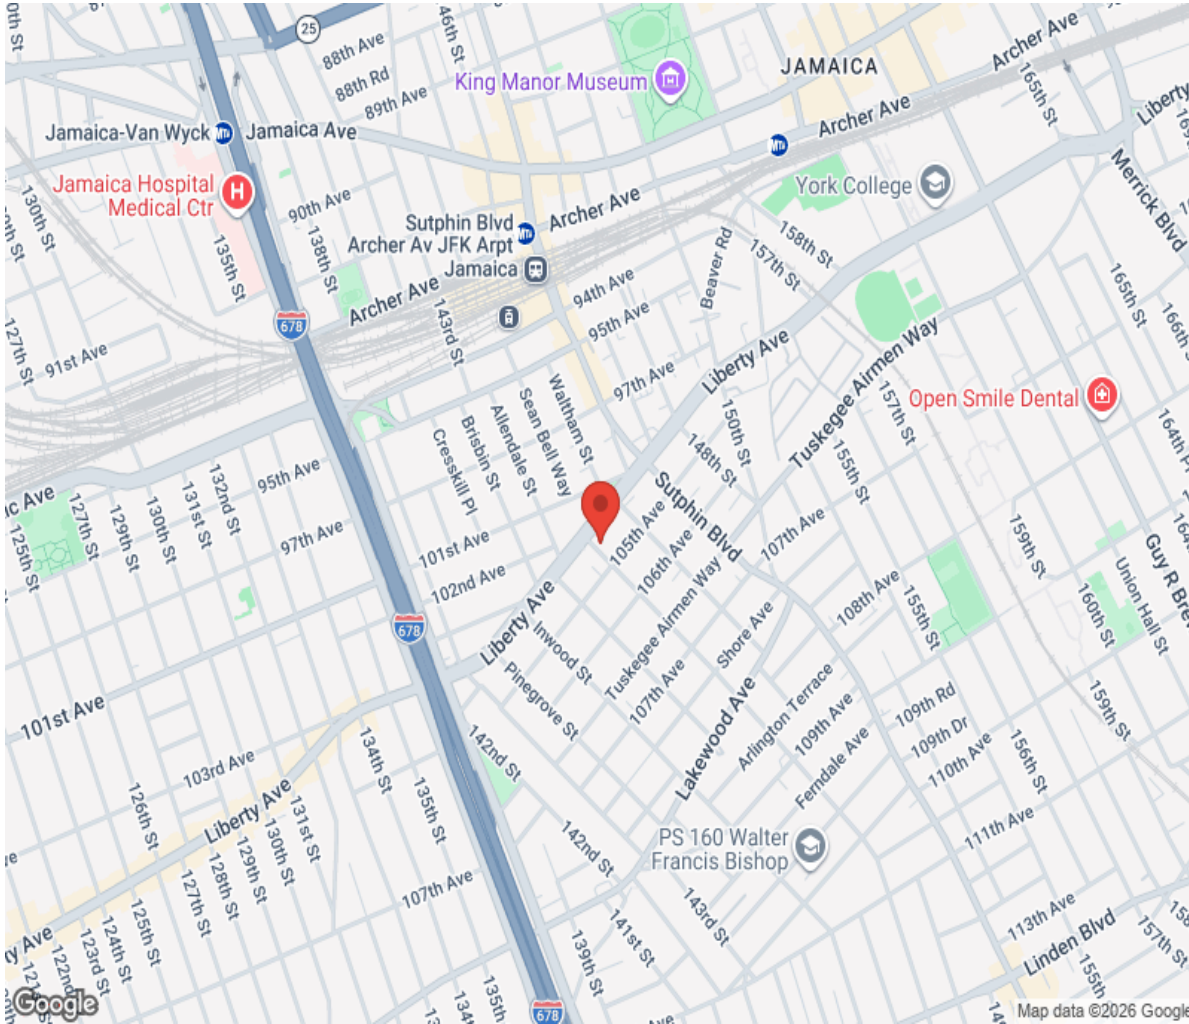 25
88th Ave
88th Rd
89th Ave
146th St
King Manor Museum
JAMAICA
Archer Ave
165th St
Liberty
Jamaica-Van Wyck
Jamaica Ave
Archer Ave
Merrick Blvd
Jamaica Hospital
Medical Ctr
130th St
135th St
90th Ave
138th St
Sutphin Blvd
Archer Av JFK Arpt
Jamaica
Archer Ave
York College
158th St
157th St
Beaver Rd
94th Ave
95th Ave
Archer Ave
143rd St
678
91st Ave
127th St
165th St
166th St
Liberty Ave
97th Ave
Tuskegee Airmen Way
Open Smile Dental
157th St
155th St
150th St
148th St
Waltham St
Sean Bell Way
Allendale St
Brisbin St
Cresskill Pl
95th Ave
97th Ave
132nd St
131st St
130th St
129th St
127th St
125th St
101st Ave
102nd Ave
Sutphin Blvd
105th Ave
106th Ave
107th Ave
Tuskegee Airmen Way
108th Ave
155th St
159th St
160th St
Union Hall St
Guy R Brew
678
Liberty Ave
Inwood St
Pinegrove St
Shore Ave
107th Ave
Lakewood Ave
Arlington Terrace
109th Ave
Ferndale Ave
109th Rd
109th Dr
110th Ave
111th Ave
156th St
159th St
101st Ave
103rd Ave
134th St
135th St
142nd St
Liberty Ave
126th St
131st St
130th St
129th St
128th St
127th St
125th St
124th St
123rd St
107th Ave
142nd St
143rd St
141st St
139th St
PS 160 Walter
Francis Bishop
113th Ave
Linden Blvd
157th St
155th St
135th
134th
678
Google
Map data ©2026 Google